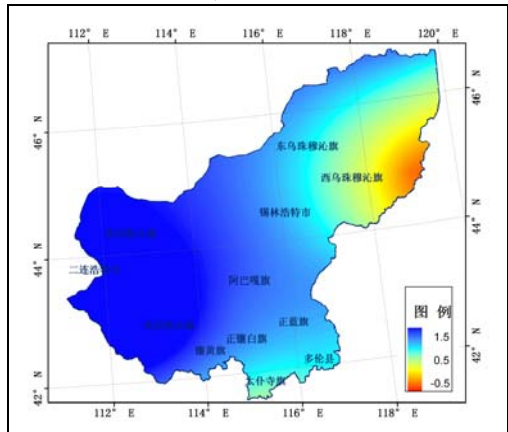 112° E 114° E 116° E 118° E 120° E
46° N
46° N
东乌珠穆沁旗
西乌珠穆沁旗
锡林浩特市
44° N
44° N
二连浩特市
阿巴嘎旗
正蓝旗
正镶白旗
镶黄旗
多伦县
太仆寺旗
图 例
1.5
0.5
-0.5
42° N
42° N
112° E 114° E 116° E 118° E